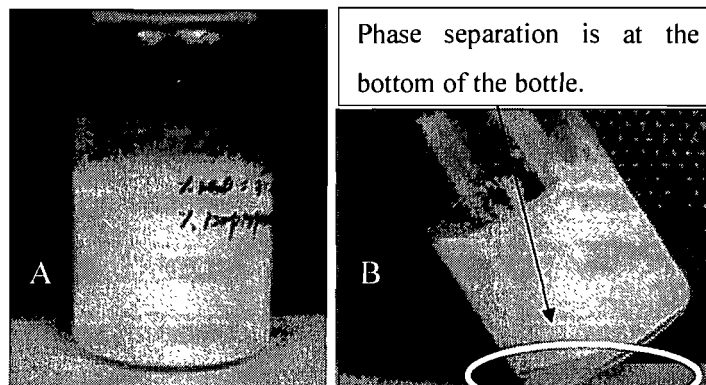 Phase separation is at the
bottom of the bottle.
A
B